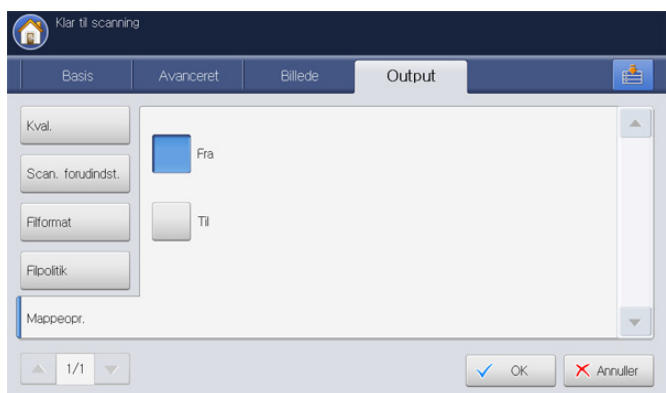 Klar til scanning
Basis
Avanceret
Billede
Output
Kval.
Scan. forudindst.
Filformat
Filpolitik
Mappeopr.
Fra
Til
1/1
OK
Annuller